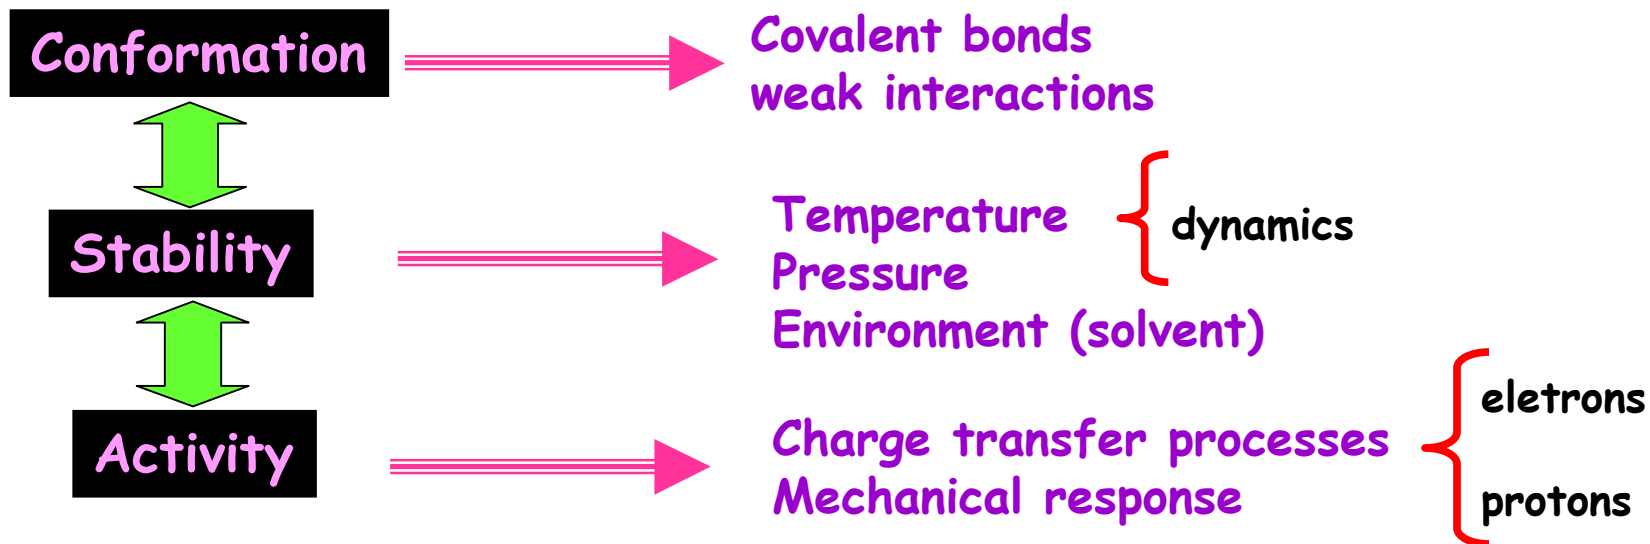 Conformation
Covalent bonds
weak interactions
Stability
Temperature
Pressure
Environment (solvent)
dynamics
Activity
Charge transfer processes
Mechanical response
eletrons
protons